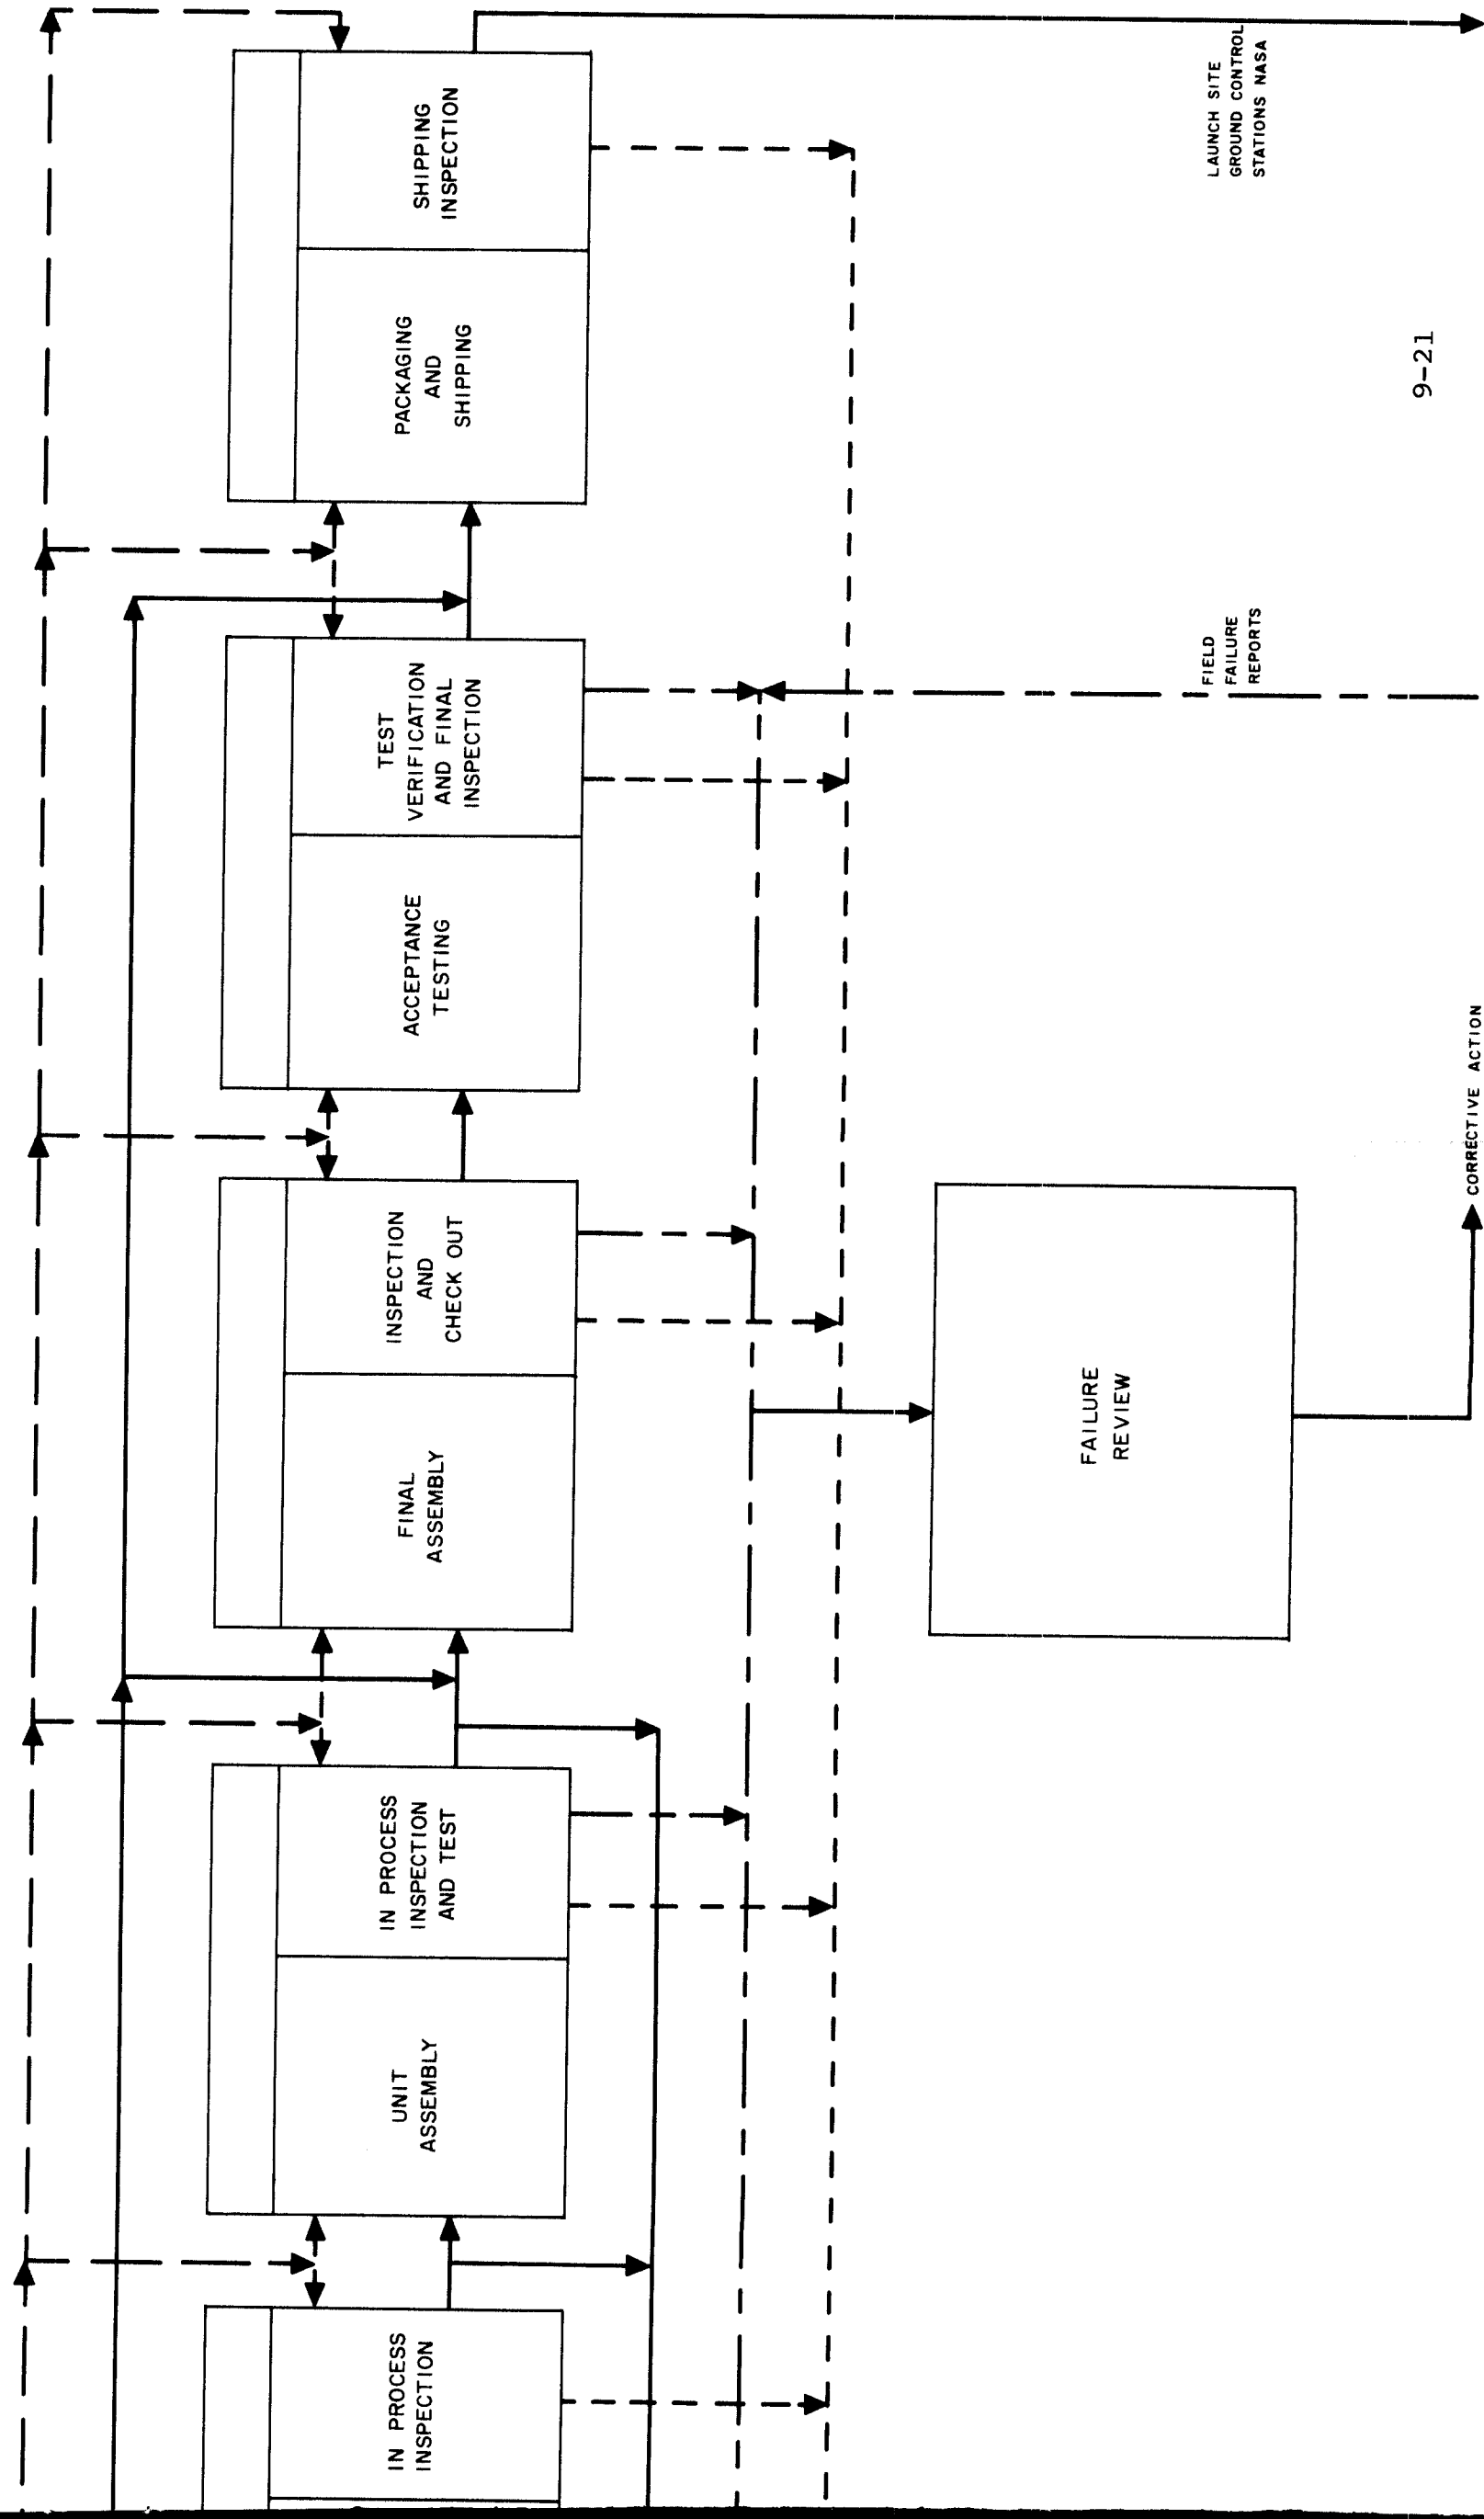 IN PROCESS
INSPECTION
UNIT
ASSEMBLY
IN PROCESS
INSPECTION
AND TEST
FINAL
ASSEMBLY
INSPECTION
AND
CHECK OUT
ACCEPTANCE
TESTING
TEST
VERIFICATION
AND FINAL
INSPECTION
PACKAGING
AND
SHIPPING
SHIPPING
INSPECTION
FAILURE
REVIEW
FIELD
FAILURE
REPORTS
LAUNCH SITE
GROUND CONTROL
STATIONS NASA
CORRECTIVE ACTION
9-21